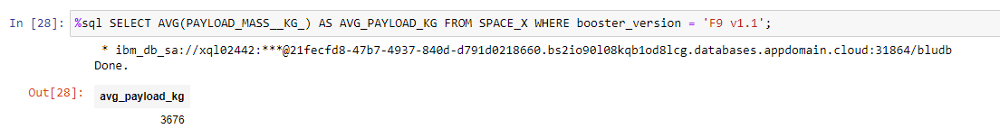 In [28]: %sql SELECT AVG(PAYLOAD_MASS__KG_) AS AVG_PAYLOAD_KG FROM SPACE_X WHERE booster_version = 'F9 v1.1';
* ibm_db_sa://xql02442:***@21fecfd8-47b7-4937-840d-d791d0218660.bs2io90l08kqb1od8lcg.databases.appdomain.cloud:31864/bludb
Done.
Out[28]: avg_payload_kg
3676